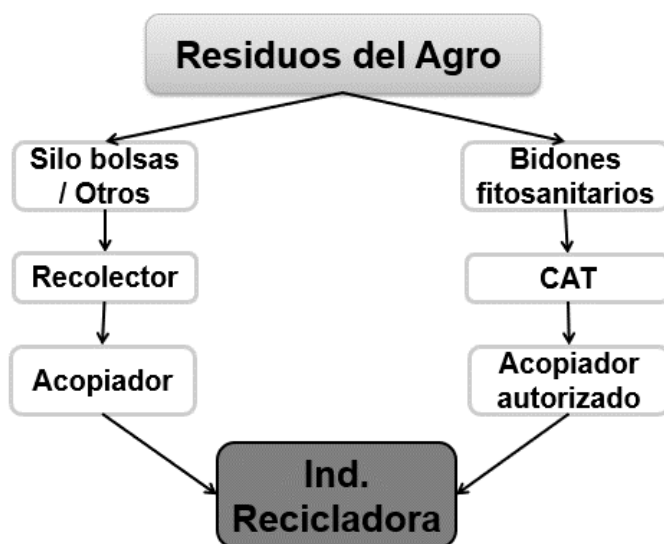 Residuos del Agro
Silo bolsas
/ Otros
Bidones
fitosanitarios
Recolector
CAT
Acopiador
Acopiador
autorizado
Ind.
Recicladora